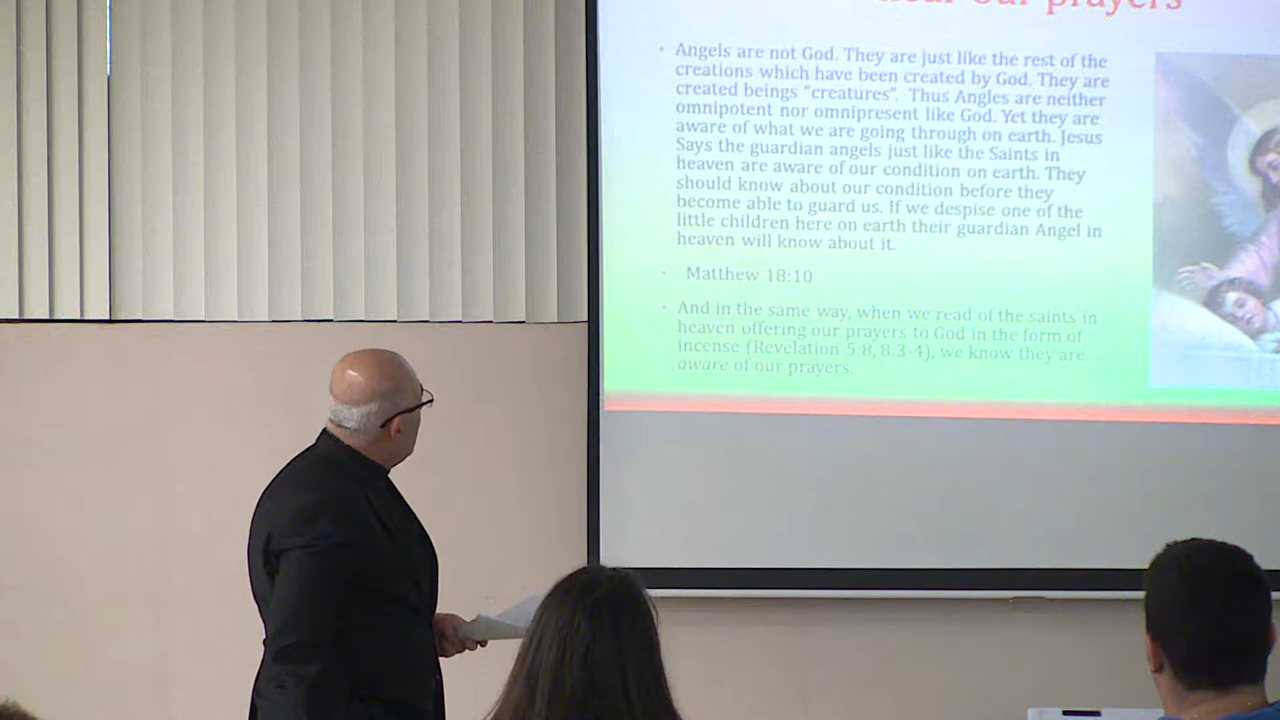 our prayers
Angels are not God. They are just like the rest of the
creations which have been created by God. They are
created beings “creatures”. Thus Angles are neither
omnipotent nor omnipresent like God. Yet they are
aware of what we are going through on earth. Jesus
Says the guardian angels just like the Saints in
heaven are aware of our condition on earth. They
should know about our condition before they
become able to guard us. If we despise one of the
little children here on earth their guardian Angel in
heaven will know about it.
Matthew 18:10
And in the same way, when we read of the saints in
heaven offering our prayers to God in the form of
incense (Revelation 5:8, 8:3-4), we know they are
aware of our prayers.